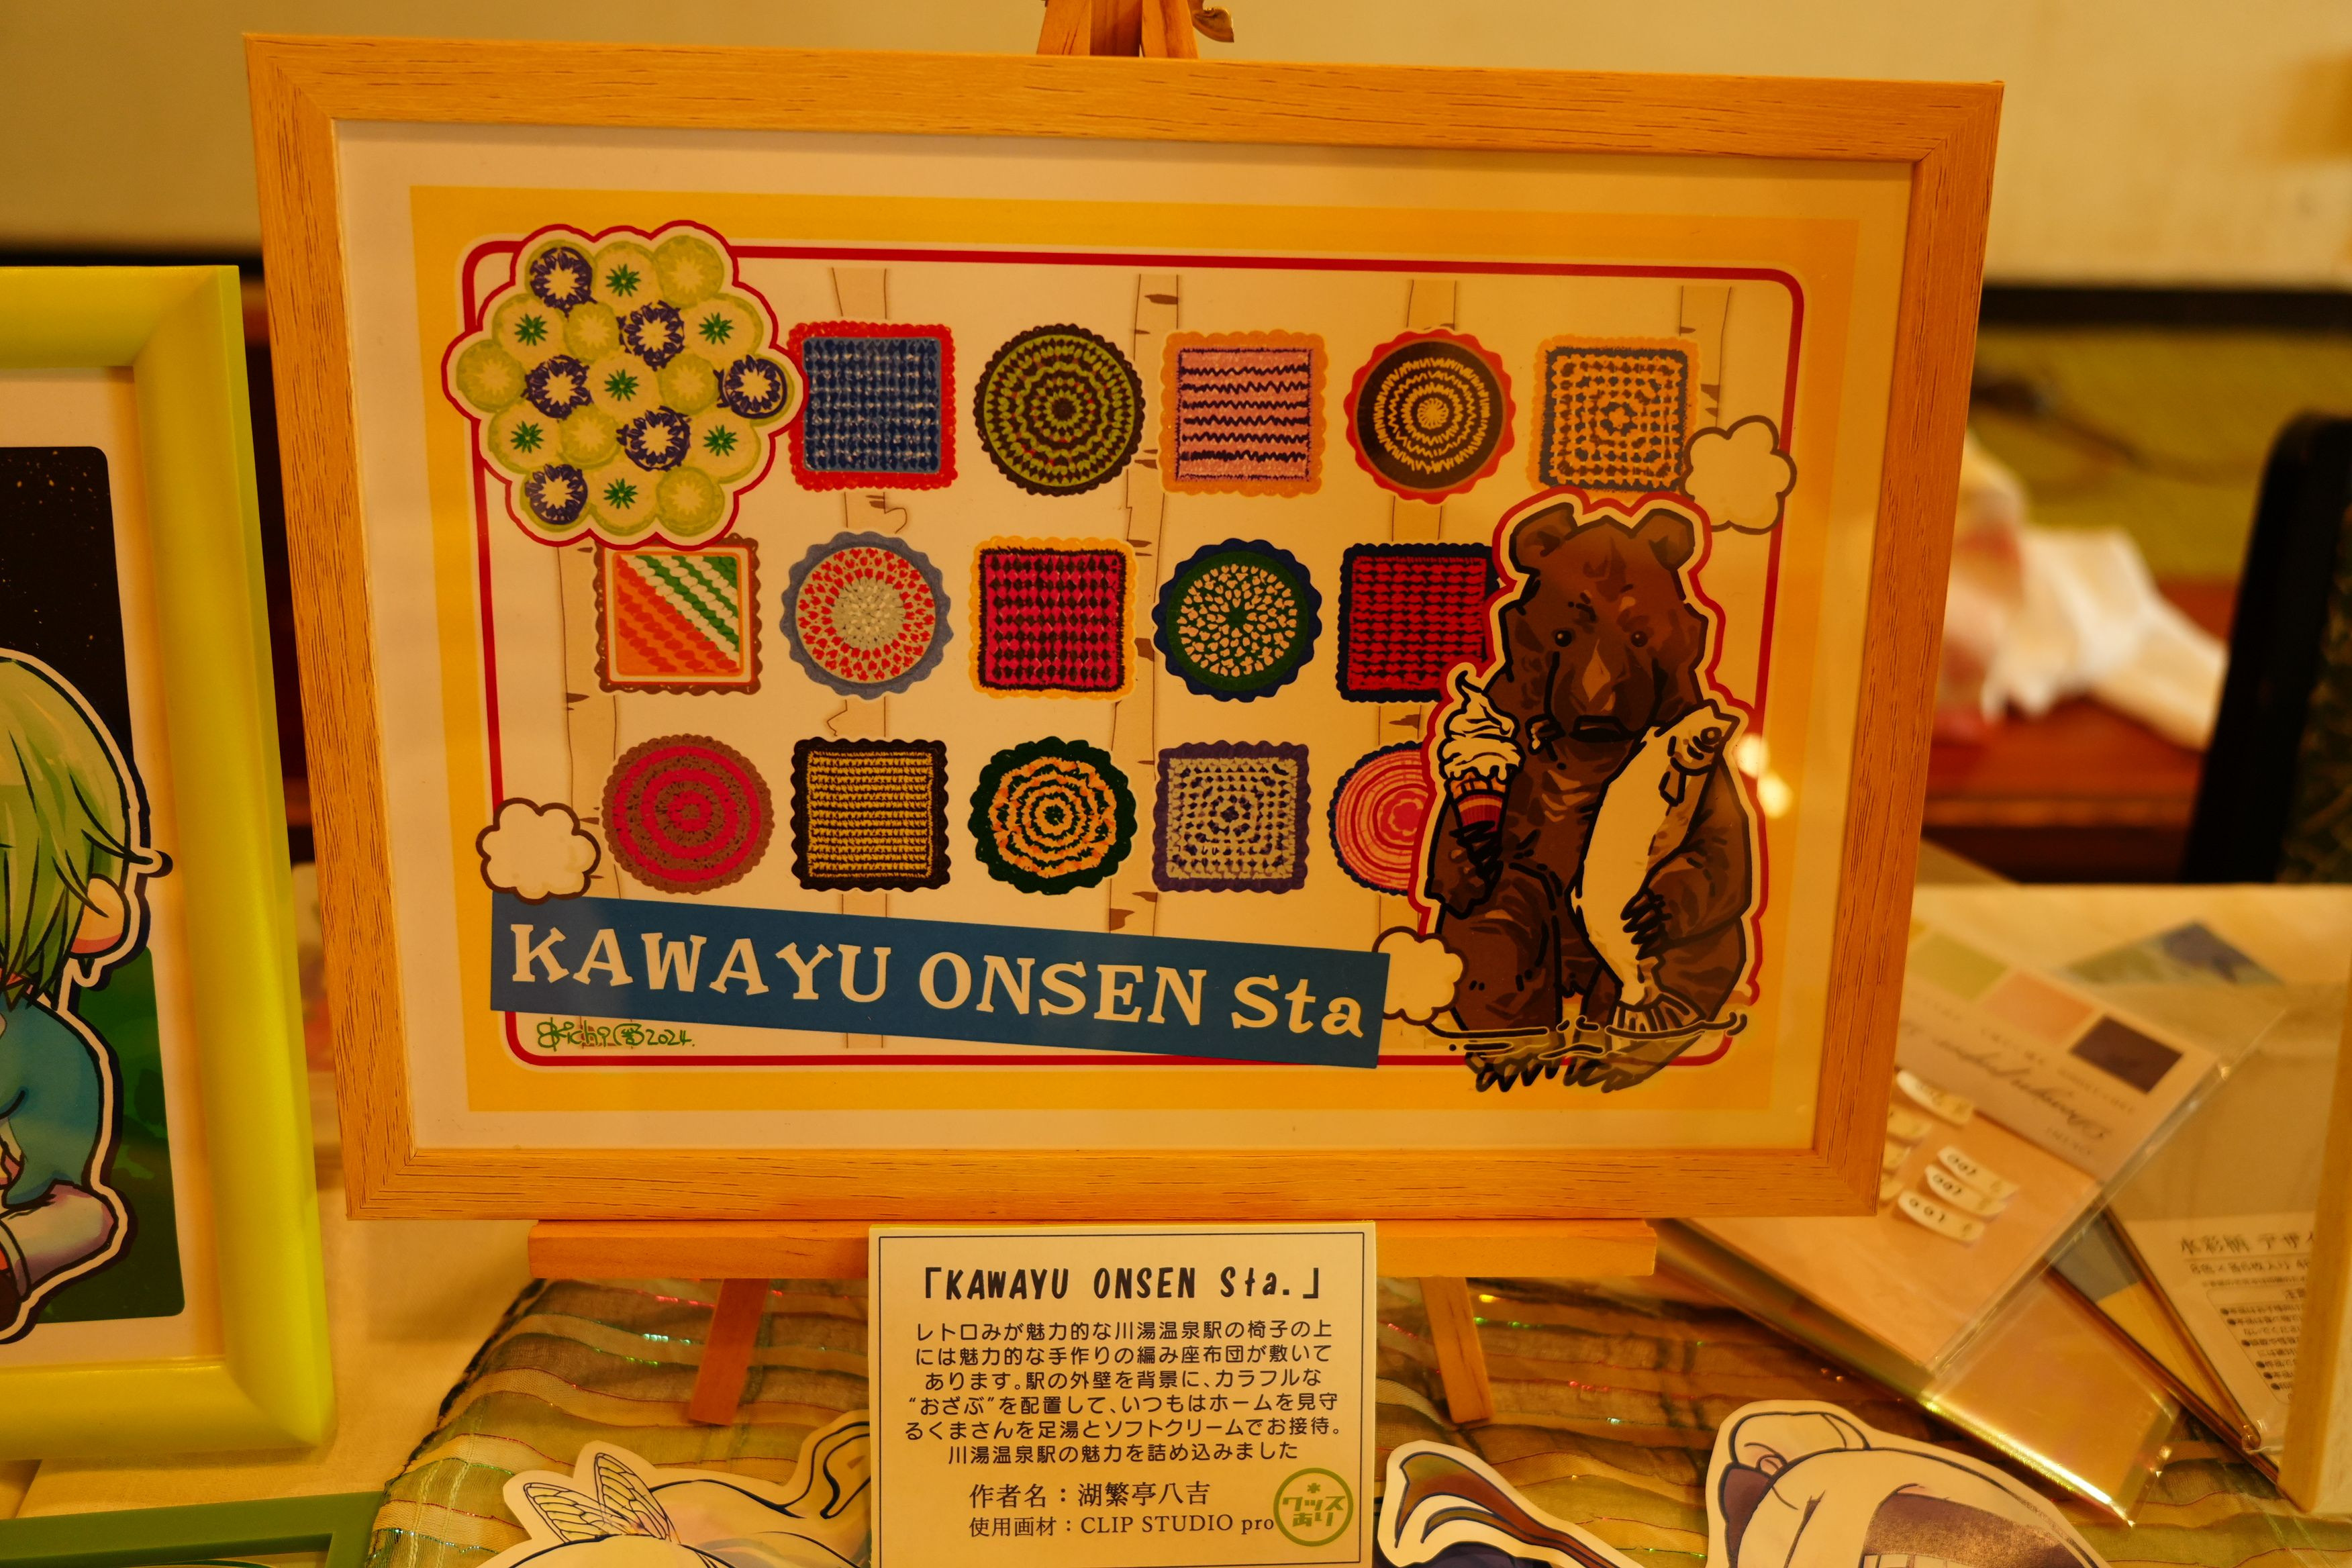 KAWAYU ONSEN Sta
2024.
「KAWAYU ONSEN Sta.」
レトロみが魅力的な川湯温泉駅の椅子の上
には魅力的な手作りの編み座布団が敷いて
あります。駅の外壁を背景に、カラフルな
“おざぶ”を配置して、いつもはホームを見守
るくまさんを足湯とソフトクリームでお接待。
川湯温泉駅の魅力を詰め込みました
作者名：湖繁亭八吉
使用画材：CLIP STUDIO pro
グッズ
あり